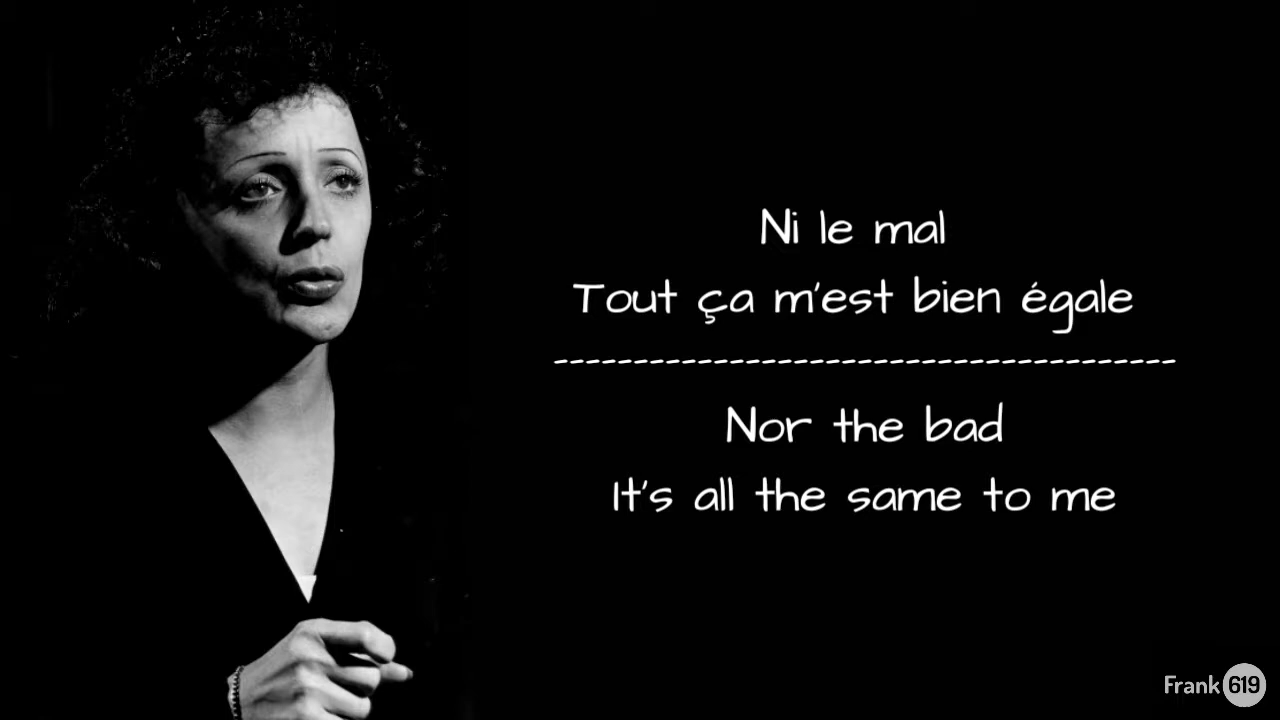 Ni le mal
Tout ça m'est bien égale
---------------------------------------
Nor the bad
It's all the same to me
Frank 619